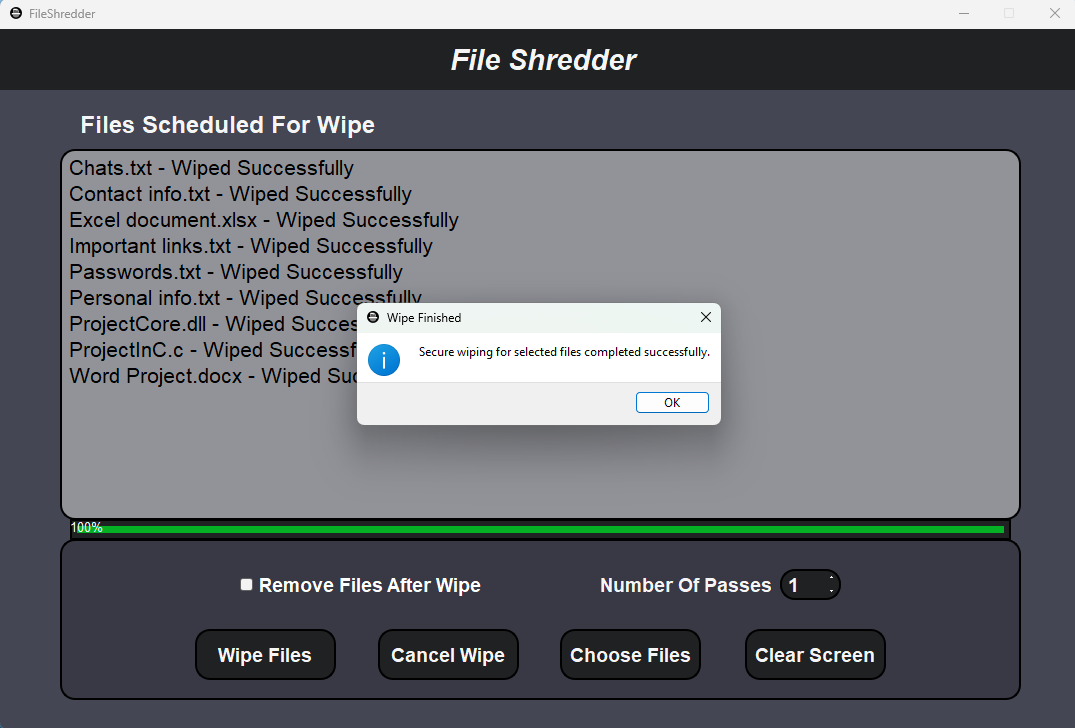 FileShredder
File Shredder
Files Scheduled For Wipe
Chats.txt - Wiped Successfully
Contact info.txt - Wiped Successfully
Excel document.xlsx - Wiped Successfully
Important links.txt - Wiped Successfully
Passwords.txt - Wiped Successfully
Personal info.txt - Wiped Successfully
ProjectCore.dll - Wiped Succes
ProjectInC.c - Wiped Successf
Word Project.docx - Wiped Suc
Wipe Finished
Secure wiping for selected files completed successfully.
OK
100%
Remove Files After Wipe
Number Of Passes 1
Wipe Files
Cancel Wipe
Choose Files
Clear Screen